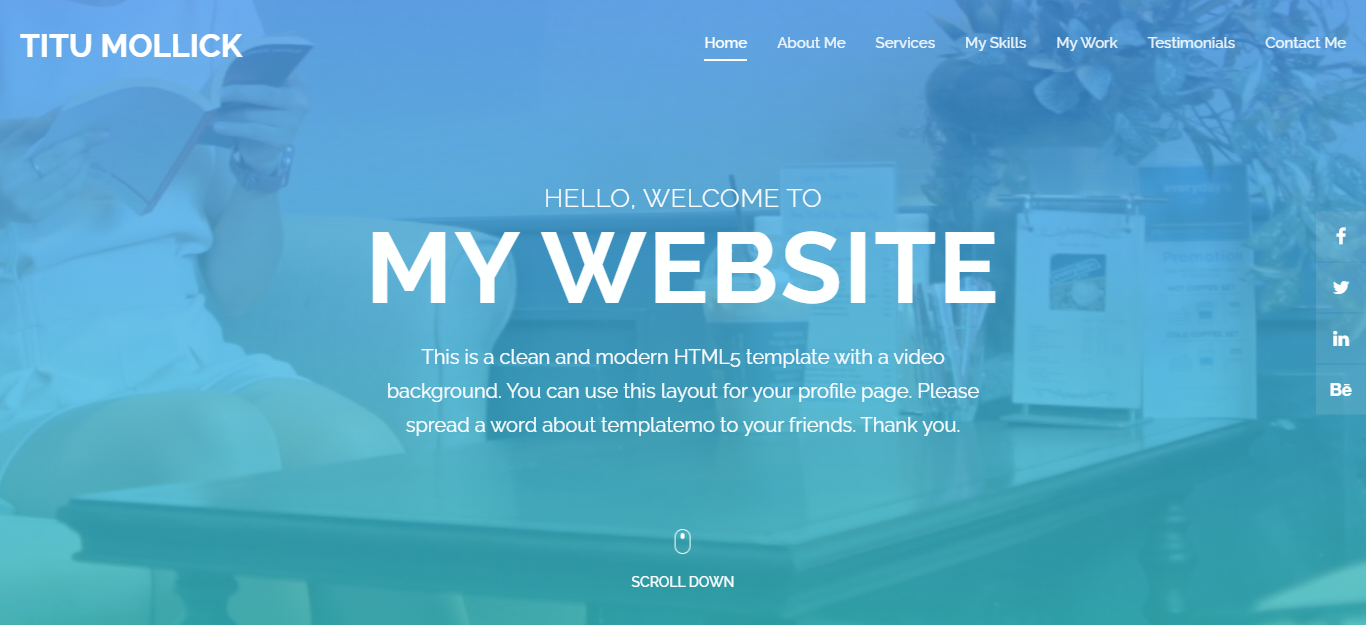 TITU MOLLICK
Home About Me Services My Skills My Work Testimonials Contact Me
HELLO, WELCOME TO
MY WEBSITE
This is a clean and modern HTML5 template with a video
background. You can use this layout for your profile page. Please
spread a word about templatemo to your friends. Thank you.
SCROLL DOWN
everyday's
Promotion
Bē